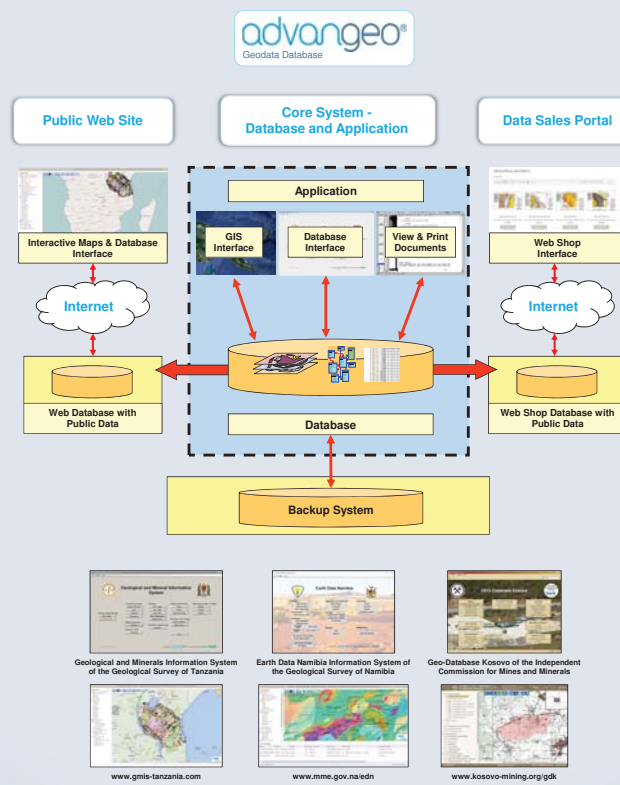 advangeo®
Geodata Database
Public Web Site
Core System -
Database and Application
Data Sales Portal
Application
GIS
Interface
Database
Interface
View & Print
Documents
Interactive Maps & Database
Interface
Web Shop
Interface
Internet
Internet
Web Database with
Public Data
Web Shop Database with
Public Data
Database
Backup System
Geological and Mineral Information
System
Earth Data Namibia
Geological and Minerals Information System
of the Geological Survey of Tanzania
Earth Data Namibia Information System of
the Geological Survey of Namibia
Geo-Database Kosovo of the Independent
Commission for Mines and Minerals
www.gmis-tanzania.com
www.mme.gov.na/edn
www.kosovo-mining.org/gdk